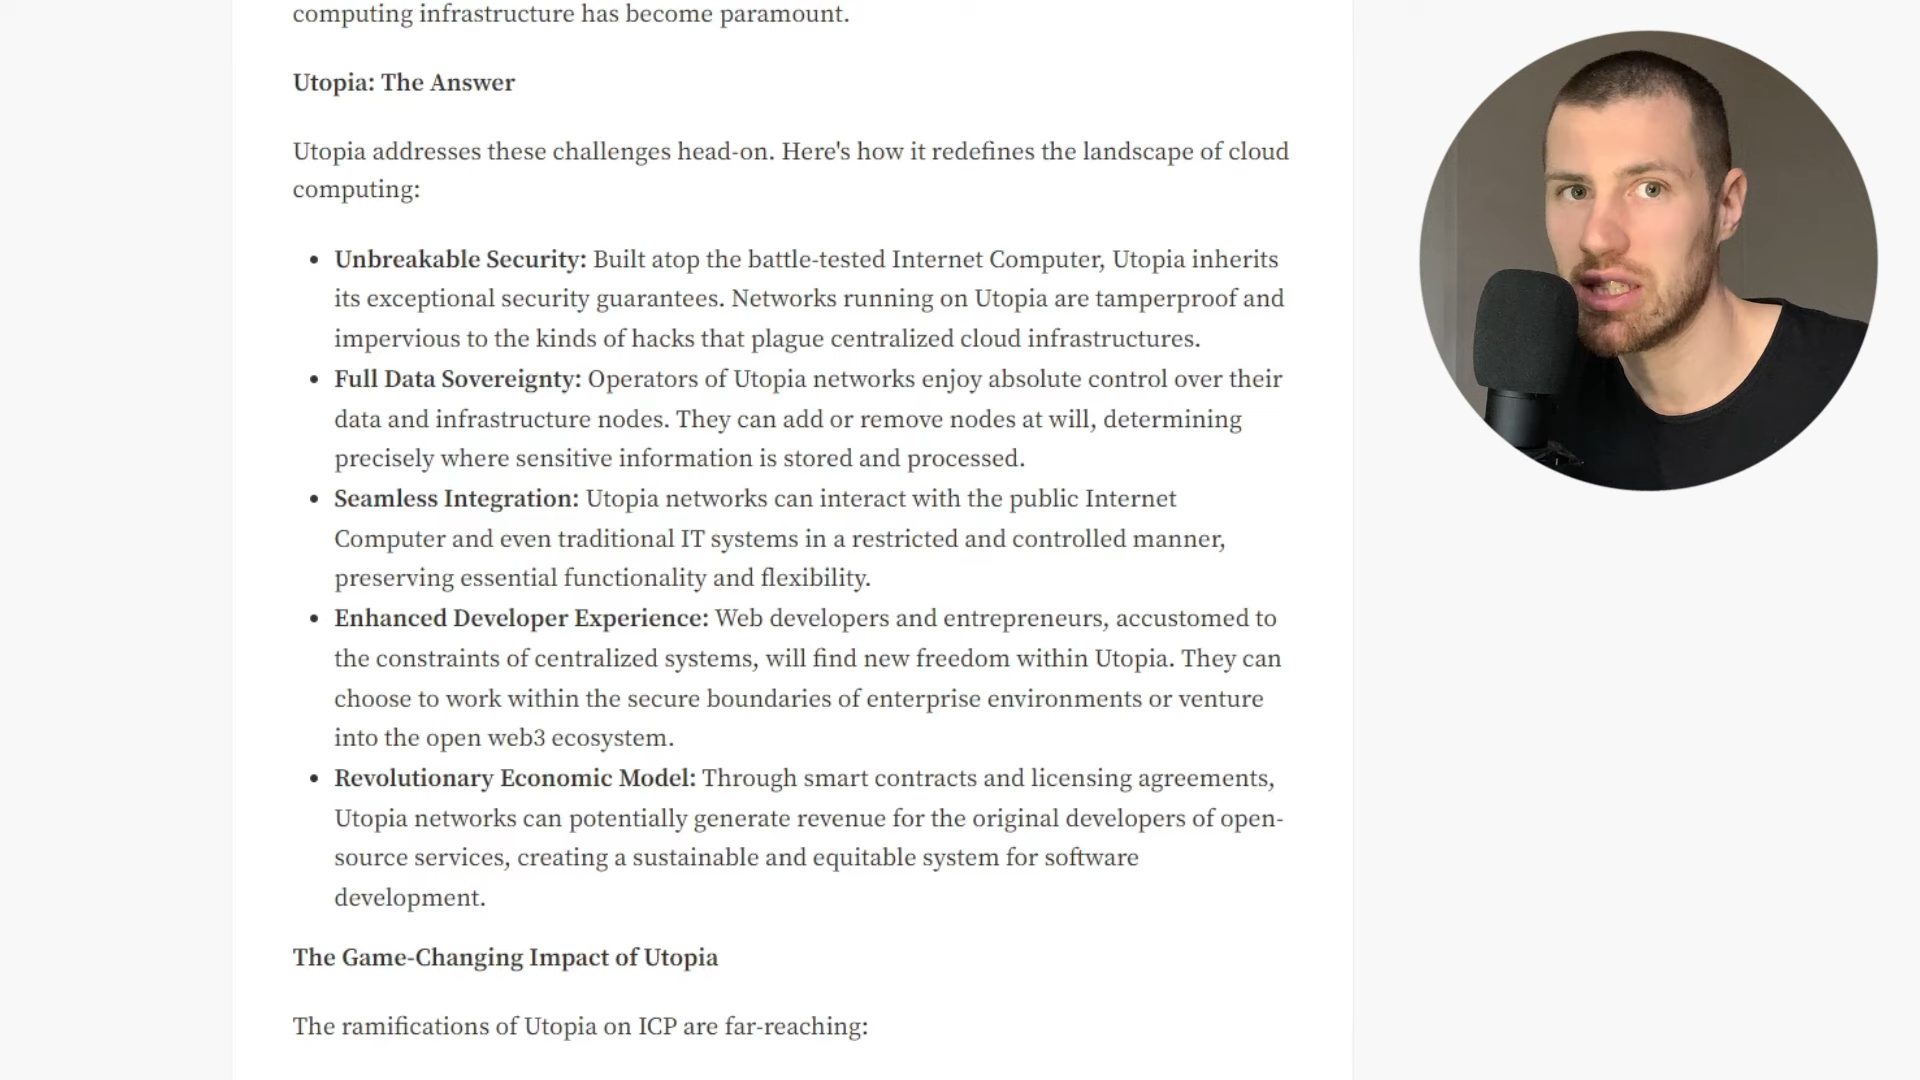 computing infrastructure has become paramount.
Utopia: The Answer
Utopia addresses these challenges head-on. Here's how it redefines the landscape of cloud
computing:
• Unbreakable Security: Built atop the battle-tested Internet Computer, Utopia inherits
its exceptional security guarantees. Networks running on Utopia are tamperproof and
impervious to the kinds of hacks that plague centralized cloud infrastructures.
• Full Data Sovereignty: Operators of Utopia networks enjoy absolute control over their
data and infrastructure nodes. They can add or remove nodes at will, determining
precisely where sensitive information is stored and processed.
• Seamless Integration: Utopia networks can interact with the public Internet
Computer and even traditional IT systems in a restricted and controlled manner,
preserving essential functionality and flexibility.
• Enhanced Developer Experience: Web developers and entrepreneurs, accustomed to
the constraints of centralized systems, will find new freedom within Utopia. They can
choose to work within the secure boundaries of enterprise environments or venture
into the open web3 ecosystem.
• Revolutionary Economic Model: Through smart contracts and licensing agreements,
Utopia networks can potentially generate revenue for the original developers of open-
source services, creating a sustainable and equitable system for software
development.
The Game-Changing Impact of Utopia
The ramifications of Utopia on ICP are far-reaching: